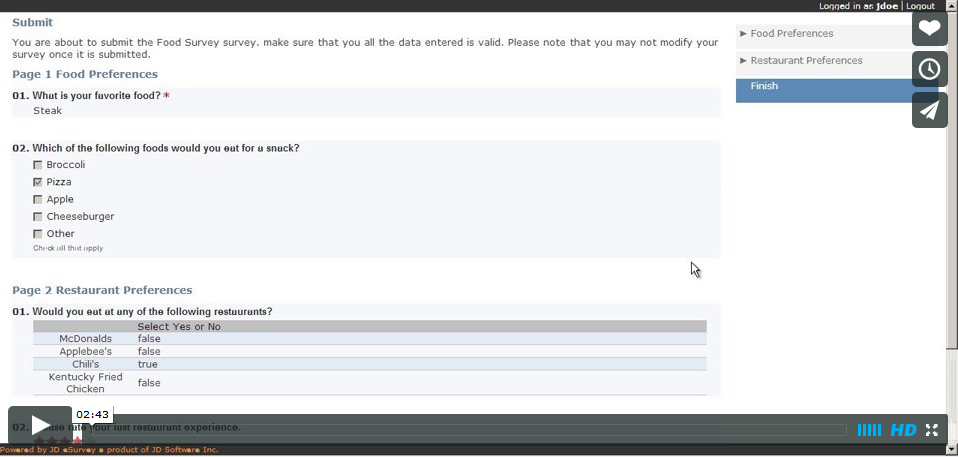 Logged in as jdoe | Logout
Submit
You are about to submit the Food Survey survey. make sure that you all the data entered is valid. Please note that you may not modify your
survey once it is submitted.
Food Preferences
Restaurant Preferences
Finish
Page 1 Food Preferences
01. What is your favorite food? *
Steak
02. Which of the following foods would you eat for a snack?
Broccoli
Pizza
Apple
Cheeseburger
Other
Check all that apply
Page 2 Restaurant Preferences
01. Would you eat at any of the following restaurants?
Select Yes or No
McDonalds false
Applebee's false
Chili's true
Kentucky Fried
Chicken false
02:43
02. rate your last restaurant experience.
HD
Powered by JD eSurvey a product of JD Software Inc.